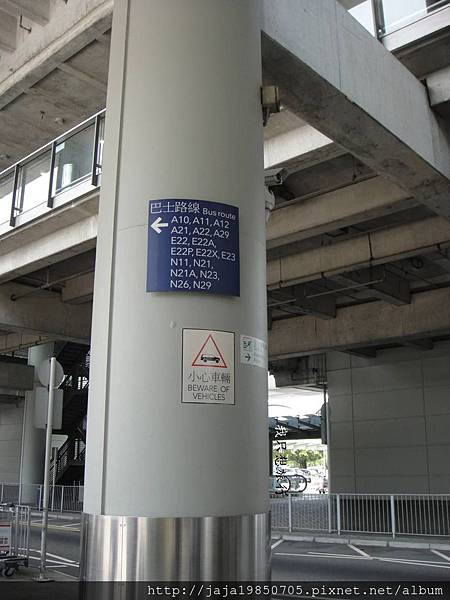 巴士路線 Bus route
A10, A11, A12
A21, A22, A29
E22, E22A,
E22P, E22X, E23
N11, N21,
N21A, N23,
N26, N29
小心車輛
BEWARE OF
VEHICLES
http://jaja19850705.pixnet.net/album